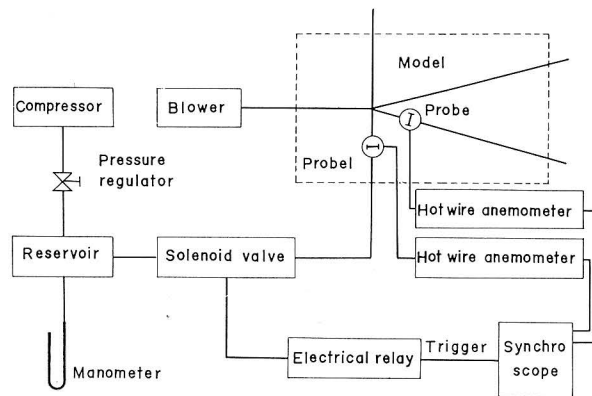 Model
Compressor
Blower
Probe
Pressure
regulator
Probel
Hot wire anemometer
Reservoir
Solenoid valve
Hot wire anemometer
Electrical relay
Trigger
Synchro
scope
Manometer